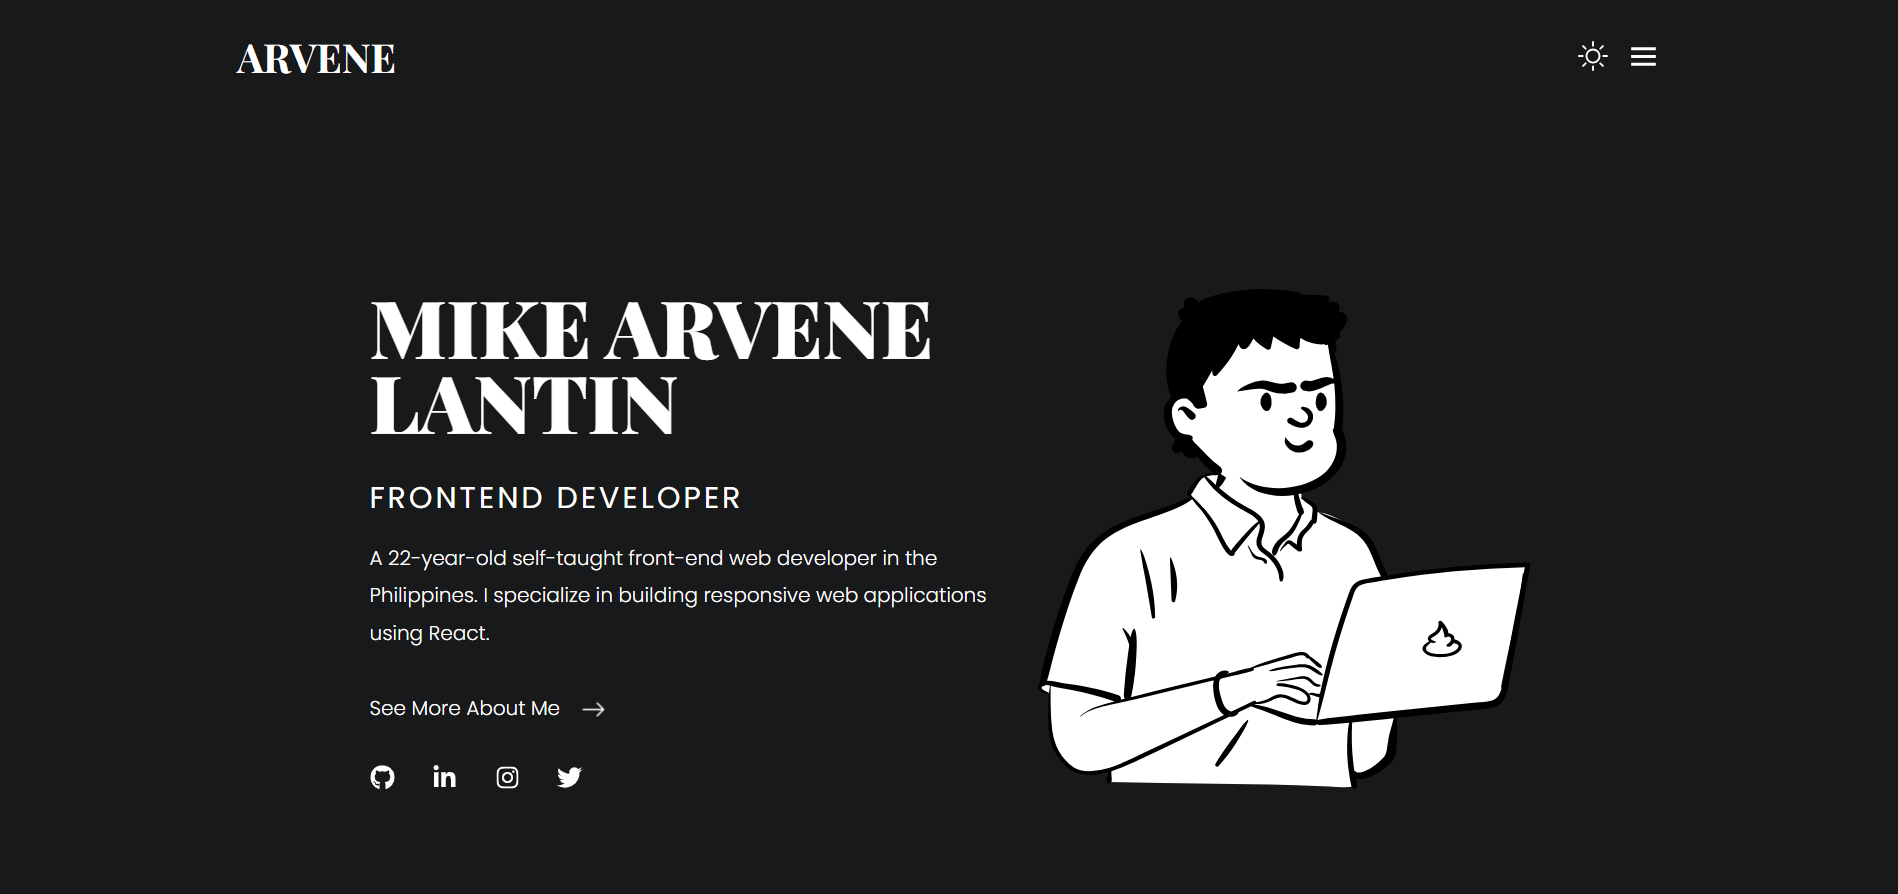 ARVENE
MIKE ARVENE
LANTIN
FRONTEND DEVELOPER
A 22-year-old self-taught front-end web developer in the
Philippines. I specialize in building responsive web applications
using React.
See More About Me